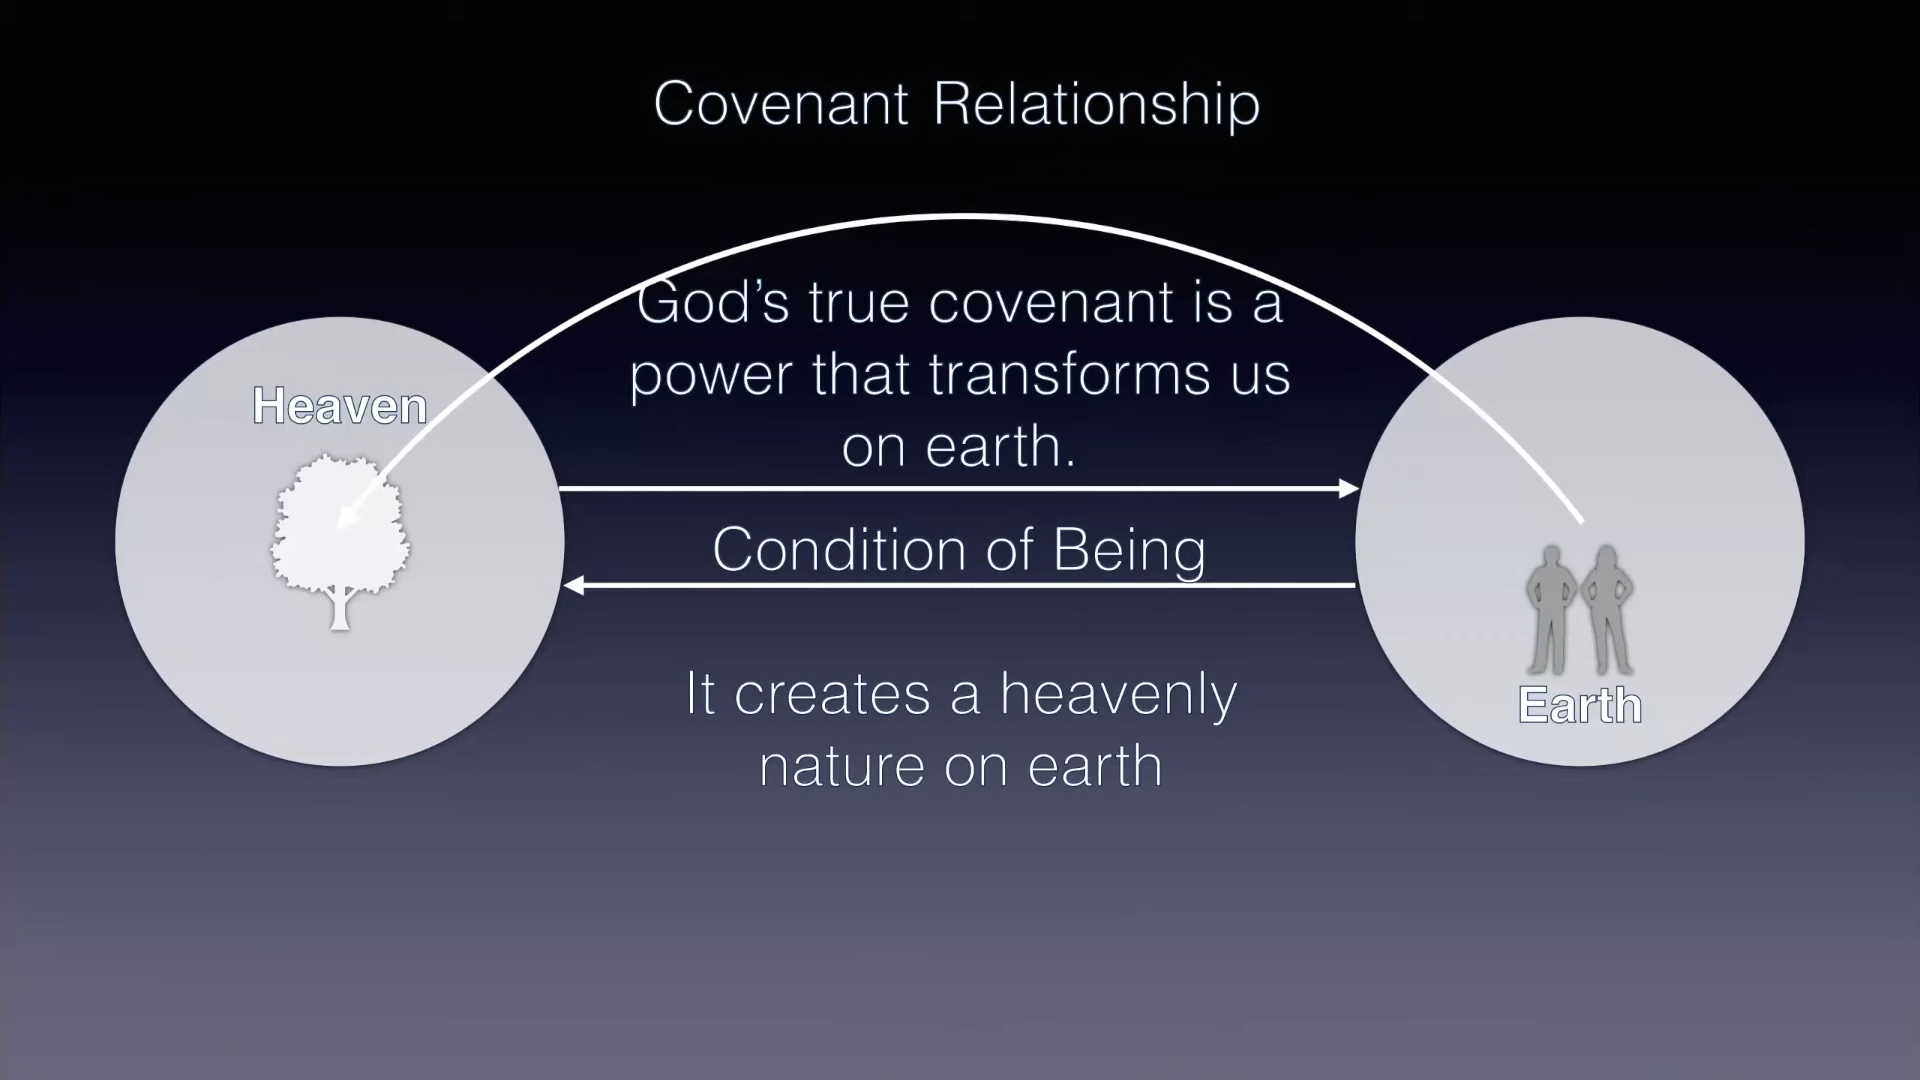 Covenant Relationship
God’s true covenant is a
power that transforms us
on earth.
Heaven
Condition of Being
It creates a heavenly
nature on earth
Earth